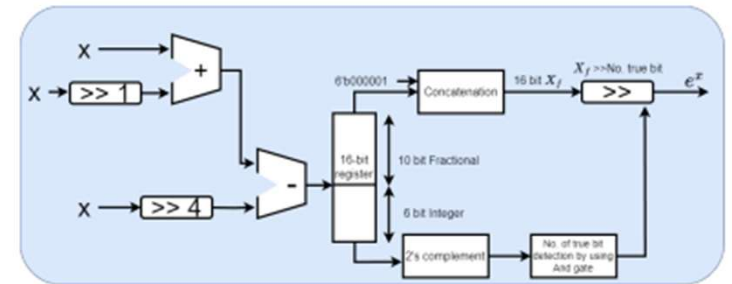 X
X
>> 1
+
X
>> 4
-
6'b000001
Concatenation
16 bit X_f
X_f >>No. true bit
>>
e^x
16-bit
register
10 bit Fractional
6 bit Integer
2's complement
No. of true bit
detection by using
And gate